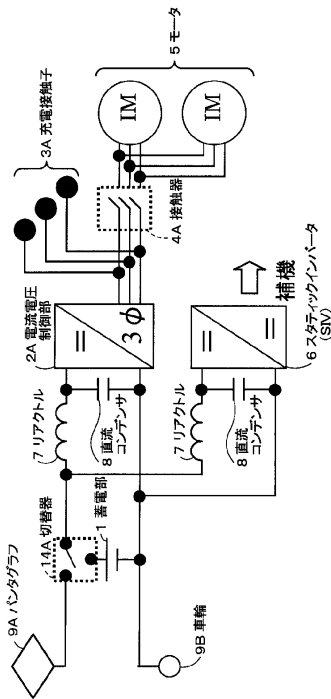 9A パンタグラフ
14A 切替器
1 蓄電部
9B 車輪
7 リアクトル
8 直流
コンデンサ
2A 電流電圧
制御部
=
3φ
3A 充電接触子
4A 接触器
IM
IM
5 モータ
7 リアクトル
8 直流
コンデンサ
=
=
補機
6 スタティックインバータ
(SIV)